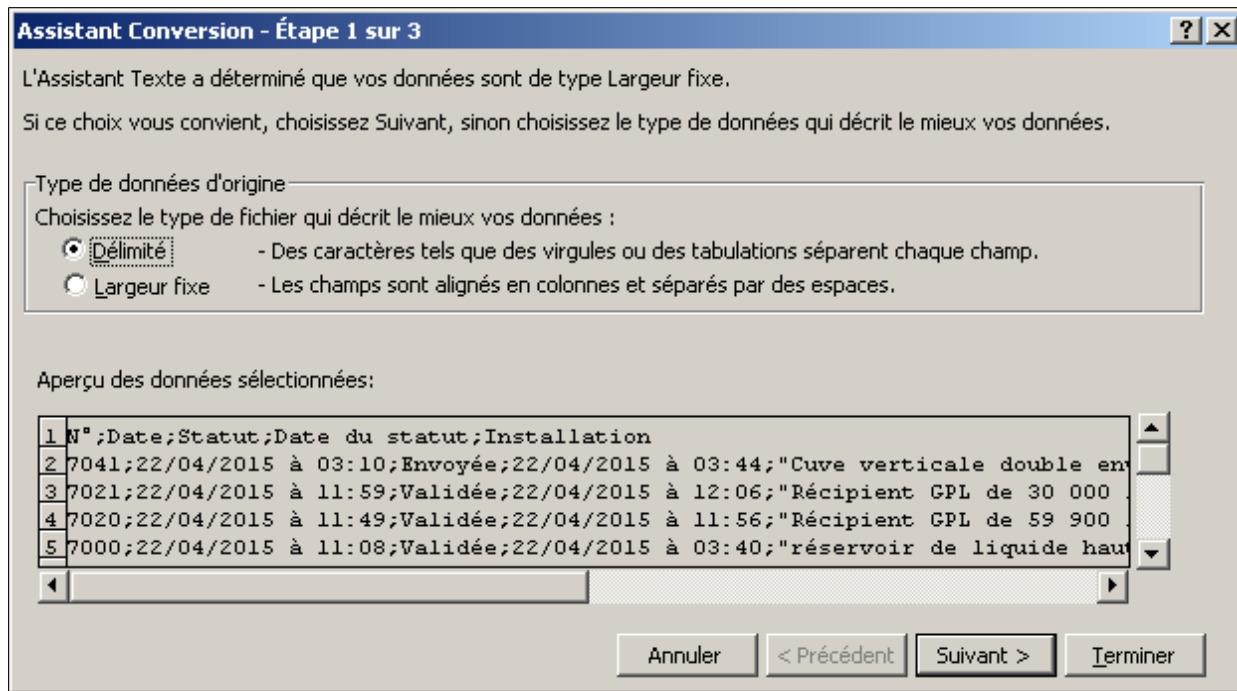 Assistant Conversion - Étape 1 sur 3
L'Assistant Texte a déterminé que vos données sont de type Largeur fixe.
Si ce choix vous convient, choisissez Suivant, sinon choisissez le type de données qui décrit le mieux vos données.
Type de données d'origine
Choisissez le type de fichier qui décrit le mieux vos données :
Délimité - Des caractères tels que des virgules ou des tabulations séparent chaque champ.
Largeur fixe - Les champs sont alignés en colonnes et séparés par des espaces.
Aperçu des données sélectionnées:
1 N°;Date;Statut;Date du statut;Installation
2 7041;22/04/2015 à 03:10;Envoyée;22/04/2015 à 03:44;"Cuve verticale double en
3 7021;22/04/2015 à 11:59;Validée;22/04/2015 à 12:06;"Récipient GPL de 30 000
4 7020;22/04/2015 à 11:49;Validée;22/04/2015 à 11:56;"Récipient GPL de 59 900
5 7000;22/04/2015 à 11:08;Validée;22/04/2015 à 03:40;"réservoir de liquide hau
Annuler < Précédent Suivant > Terminer